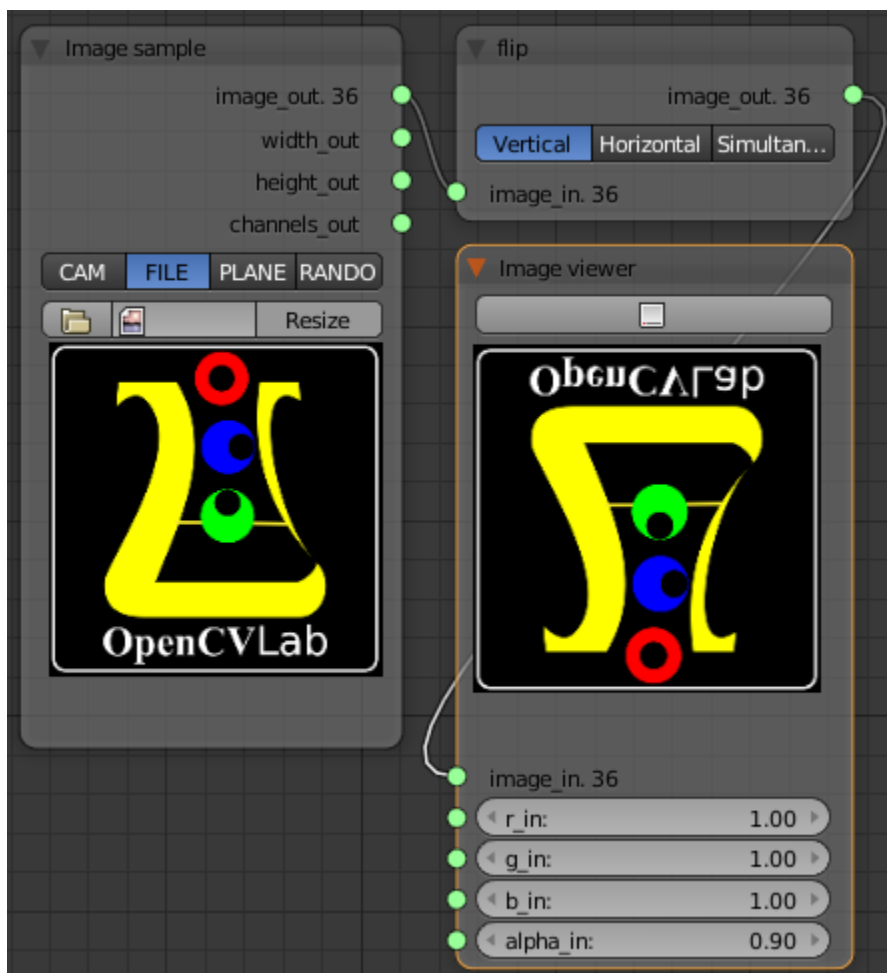 Image sample
image_out. 36
width_out
height_out
channels_out
CAM FILE PLANE RANDO
Resize
OpenCVLab
flip
image_out. 36
Vertical Horizontal Simultan...
image_in. 36
Image viewer
OpenCVLab
image_in. 36
r_in: 1.00
g_in: 1.00
b_in: 1.00
alpha_in: 0.90